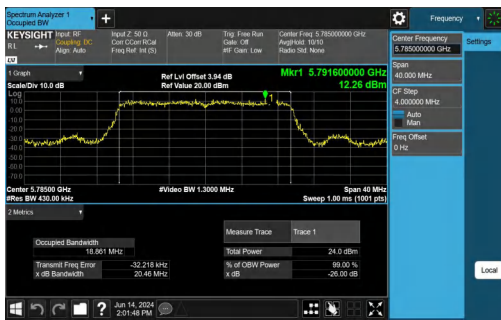 Spectrum Analyzer 1
Occupied BW
Frequency
KEYSIGHT
Input: RF
Input Z: 50 Ω
Atten: 30 dB
Trig: Free Run
Center Freq: 5.785000000 GHz
RL
Coupling: DC
Corr CCorr RCal
Gate: Off
Avg|Hold: 10/10
Align: Auto
Freq Ref: Int (S)
#IF Gain: Low
Radio Std: None
Center Frequency
5.785000000 GHz
Settings
Span
40.000 MHz
CF Step
4.000000 MHz
Auto
Man
Freq Offset
0 Hz
1 Graph
Ref Lvl Offset 3.94 dB
Mkr1 5.791600000 GHz
Scale/Div 10.0 dB
Ref Value 20.00 dBm
12.26 dBm
Log
10.0
0.00
-10.0
-20.0
-30.0
-40.0
-50.0
-60.0
-70.0
1
Center 5.78500 GHz
#Video BW 1.3000 MHz
Span 40 MHz
#Res BW 430.00 kHz
Sweep 1.00 ms (1001 pts)
2 Metrics
Measure Trace
Trace 1
Occupied Bandwidth
18.861 MHz
Total Power
24.0 dBm
Transmit Freq Error
-32.218 kHz
% of OBW Power
99.00 %
x dB Bandwidth
20.46 MHz
x dB
-26.00 dB
Local
?
Jun 14, 2024
2:01:48 PM